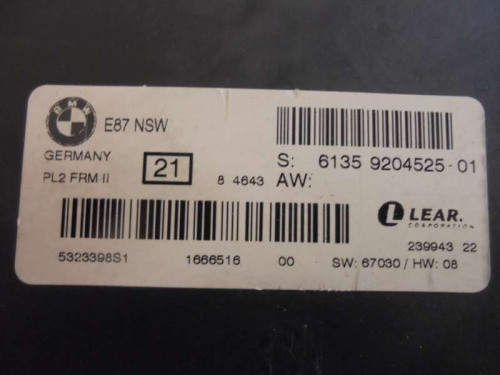 BMW
E87 NSW
GERMANY
PL2 FRM II
21
8 4643
S: 6135 9204525-01
AW:
LEAR.
CORPORATION
239943 22
5323398S1 1666516 00 SW: 67030 / HW: 08